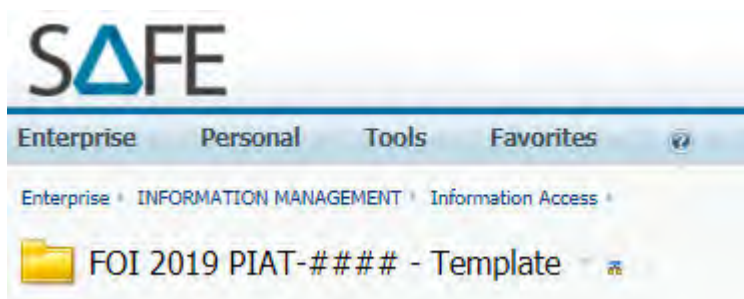 SAFE
Enterprise Personal Tools Favorites
Enterprise INFORMATION MANAGEMENT Information Access
FOI 2019 PIAT-#### - Template